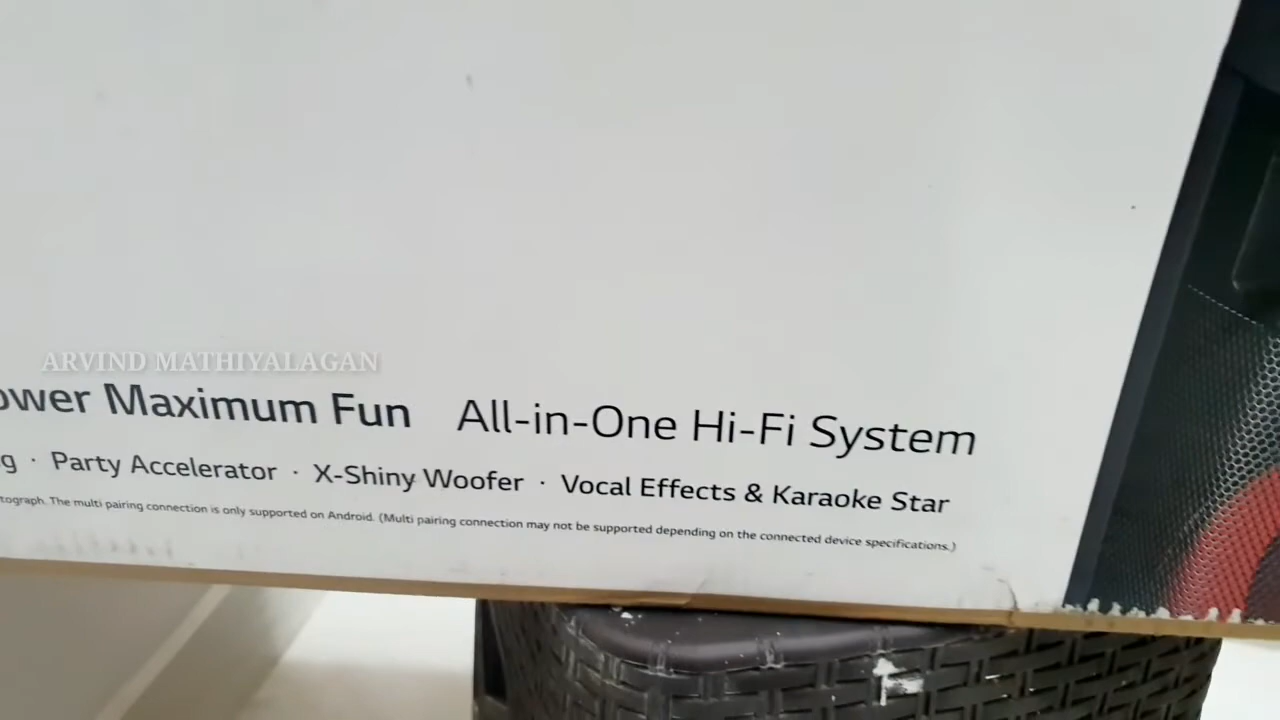 ARVIND MATHIYALAGAN
Maximum Fun All-in-One Hi-Fi System
· Party Accelerator · X-Shiny Woofer · Vocal Effects & Karaoke Star
The multi pairing connection is only supported on Android. (Multi pairing connection may not be supported depending on the connected device specifications.)